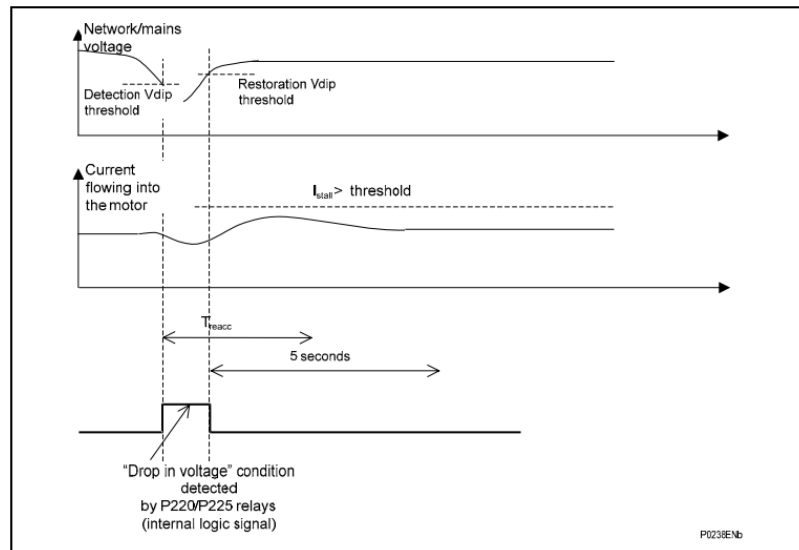 Network/mains
voltage
Detection Vdip
threshold
Restoration Vdip
threshold
Current
flowing into
the motor
Istall > threshold
Treacc
5 seconds
"Drop in voltage" condition
detected
by P220/P225 relays
(internal logic signal)
P0238ENb